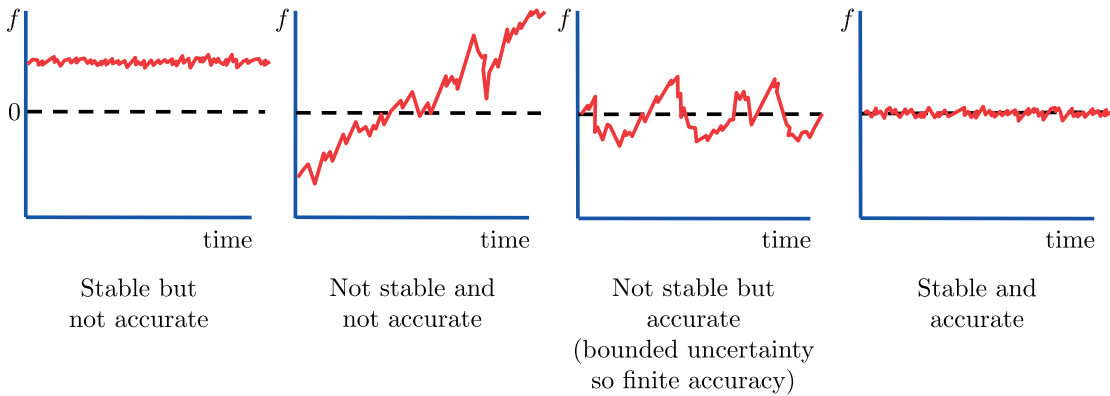 f
0
time
Stable but
not accurate
f
time
Not stable and
not accurate
f
time
Not stable but
accurate
(bounded uncertainty
so finite accuracy)
f
time
Stable and
accurate